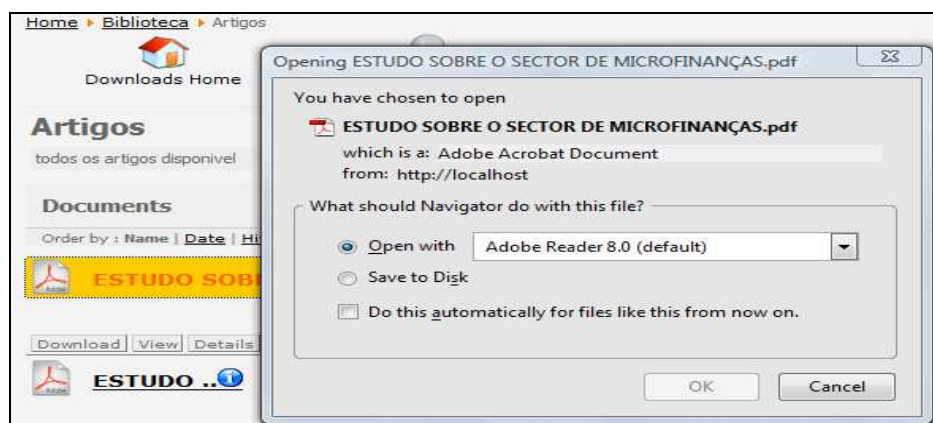 Home Biblioteca Artigos
Downloads Home
Artigos
todos os artigos disponivel
Documents
Order by : Name | Date | Hi
ESTUDO SOB
Download View Details
ESTUDO ..
Opening ESTUDO SOBRE O SECTOR DE MICROFINANÇAS.pdf
You have chosen to open
ESTUDO SOBRE O SECTOR DE MICROFINANÇAS.pdf
which is a: Adobe Acrobat Document
from: http://localhost
What should Navigator do with this file?
Open with Adobe Reader 8.0 (default)
Save to Disk
Do this automatically for files like this from now on.
OK Cancel